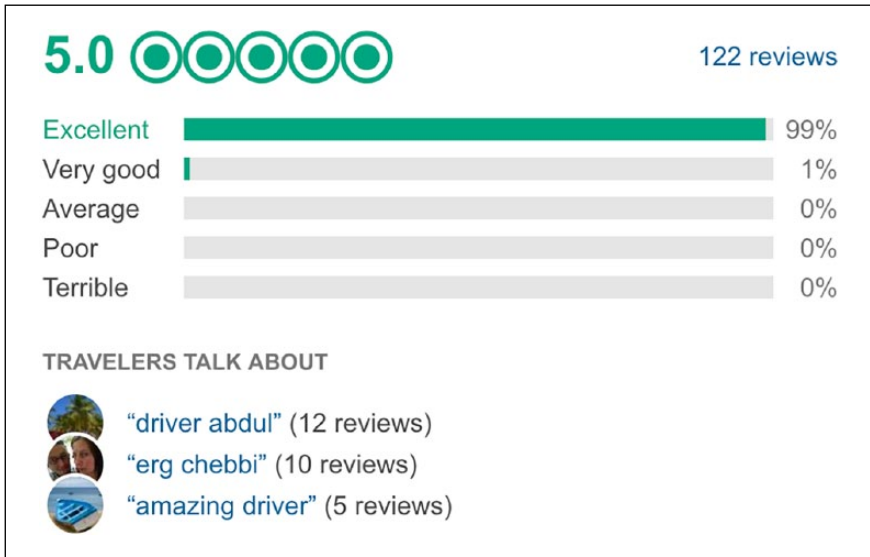 5.0 122 reviews
Excellent 99%
Very good 1%
Average 0%
Poor 0%
Terrible 0%
TRAVELERS TALK ABOUT
“driver abdul” (12 reviews)
“erg chebbi” (10 reviews)
“amazing driver” (5 reviews)